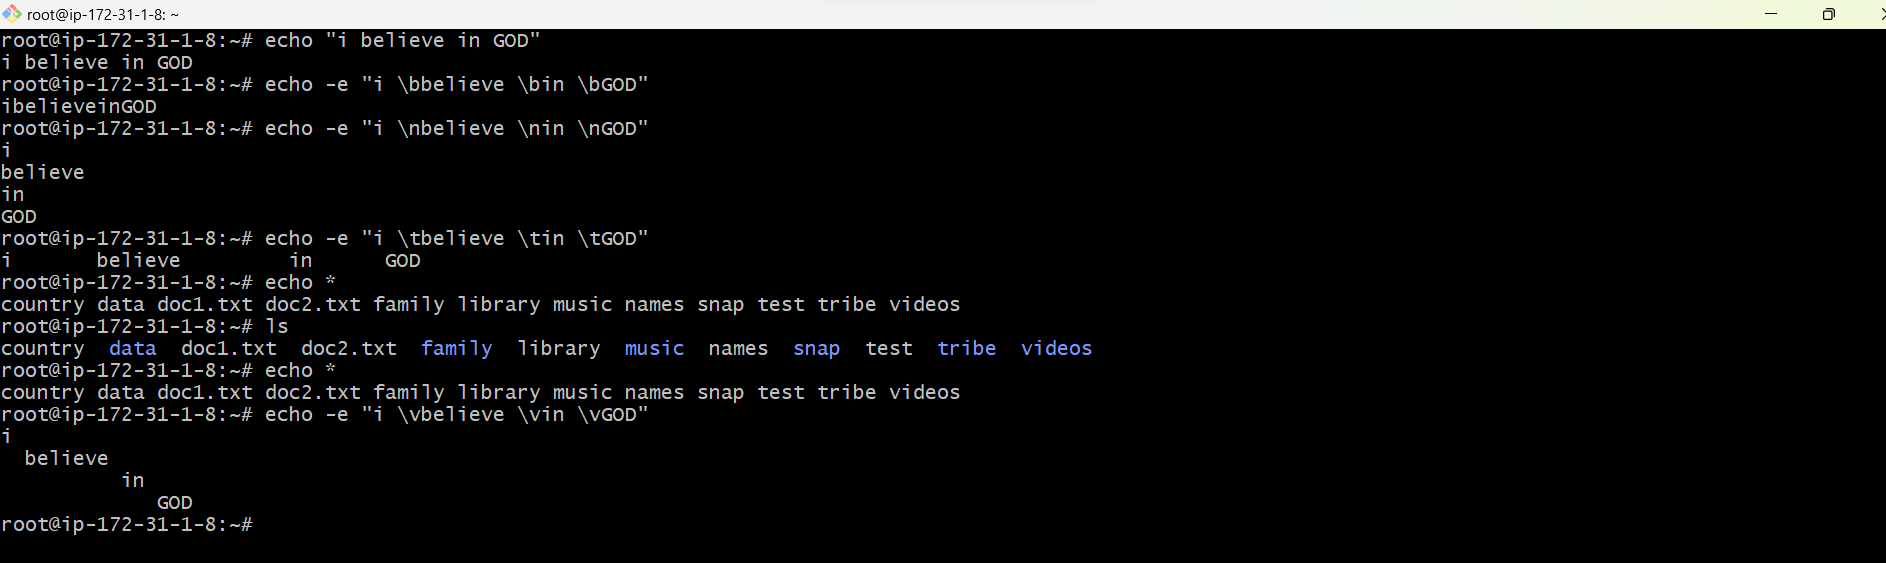 root@ip-172-31-1-8: ~
root@ip-172-31-1-8:~# echo "i believe in GOD"
i believe in GOD
root@ip-172-31-1-8:~# echo -e "i \bbelieve \bin \bGOD"
ibelieveinGOD
root@ip-172-31-1-8:~# echo -e "i \nbelieve \nin \nGOD"
i
believe
in
GOD
root@ip-172-31-1-8:~# echo -e "i \tbelieve \tin \tGOD"
i       believe         in      GOD
root@ip-172-31-1-8:~# echo *
country data doc1.txt doc2.txt family library music names snap test tribe videos
root@ip-172-31-1-8:~# ls
country  data  doc1.txt  doc2.txt  family  library  music  names  snap  test  tribe  videos
root@ip-172-31-1-8:~# echo *
country data doc1.txt doc2.txt family library music names snap test tribe videos
root@ip-172-31-1-8:~# echo -e "i \vbelieve \vin \vGOD"
i
  believe
          in
             GOD
root@ip-172-31-1-8:~#